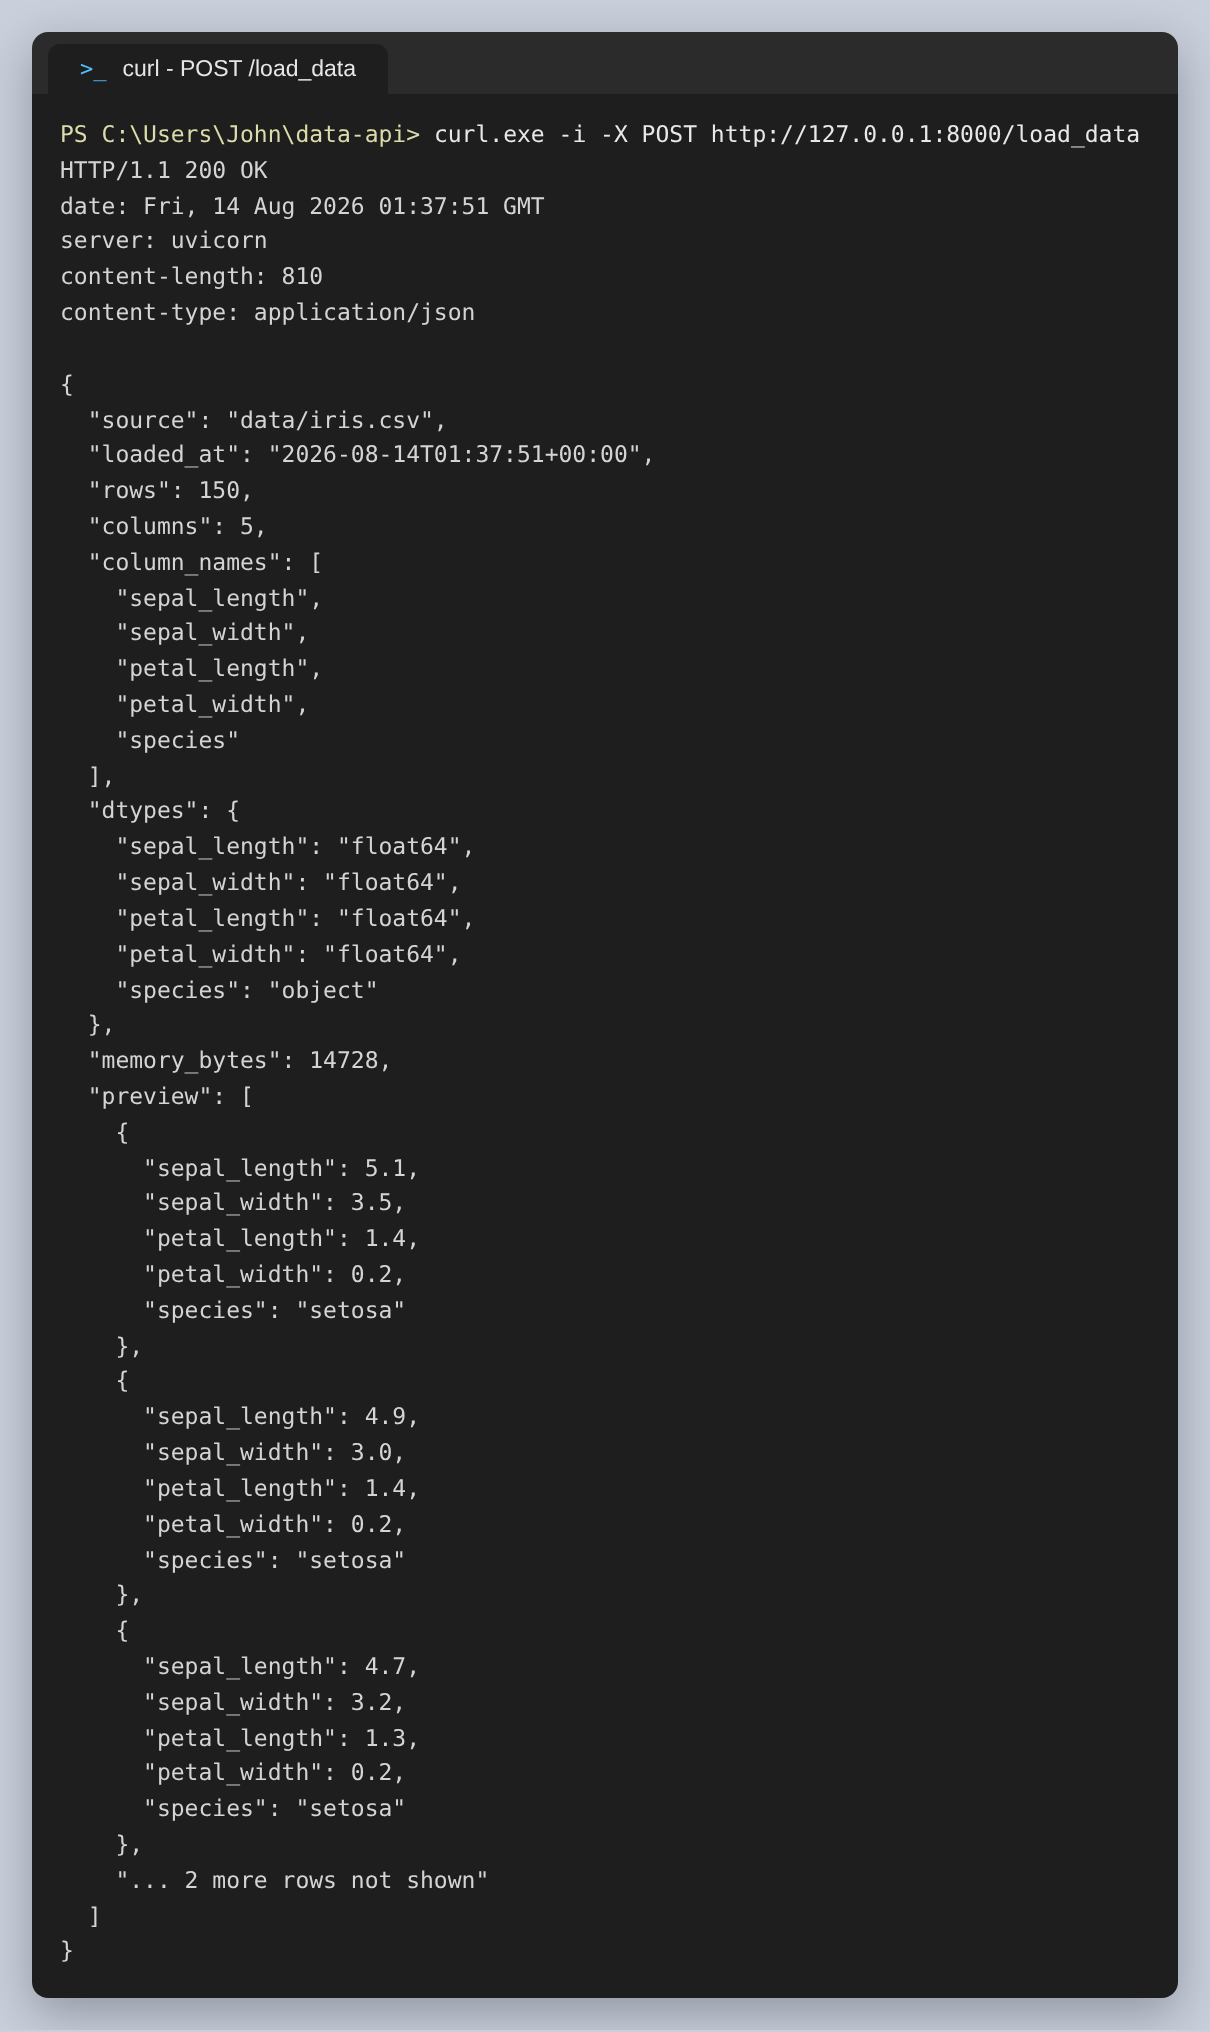 >_ curl - POST /load_data
PS C:\Users\John\data-api> curl.exe -i -X POST http://127.0.0.1:8000/load_data
HTTP/1.1 200 OK
date: Fri, 14 Aug 2026 01:37:51 GMT
server: uvicorn
content-length: 810
content-type: application/json

{
  "source": "data/iris.csv",
  "loaded_at": "2026-08-14T01:37:51+00:00",
  "rows": 150,
  "columns": 5,
  "column_names": [
    "sepal_length",
    "sepal_width",
    "petal_length",
    "petal_width",
    "species"
  ],
  "dtypes": {
    "sepal_length": "float64",
    "sepal_width": "float64",
    "petal_length": "float64",
    "petal_width": "float64",
    "species": "object"
  },
  "memory_bytes": 14728,
  "preview": [
    {
      "sepal_length": 5.1,
      "sepal_width": 3.5,
      "petal_length": 1.4,
      "petal_width": 0.2,
      "species": "setosa"
    },
    {
      "sepal_length": 4.9,
      "sepal_width": 3.0,
      "petal_length": 1.4,
      "petal_width": 0.2,
      "species": "setosa"
    },
    {
      "sepal_length": 4.7,
      "sepal_width": 3.2,
      "petal_length": 1.3,
      "petal_width": 0.2,
      "species": "setosa"
    },
    "... 2 more rows not shown"
  ]
}